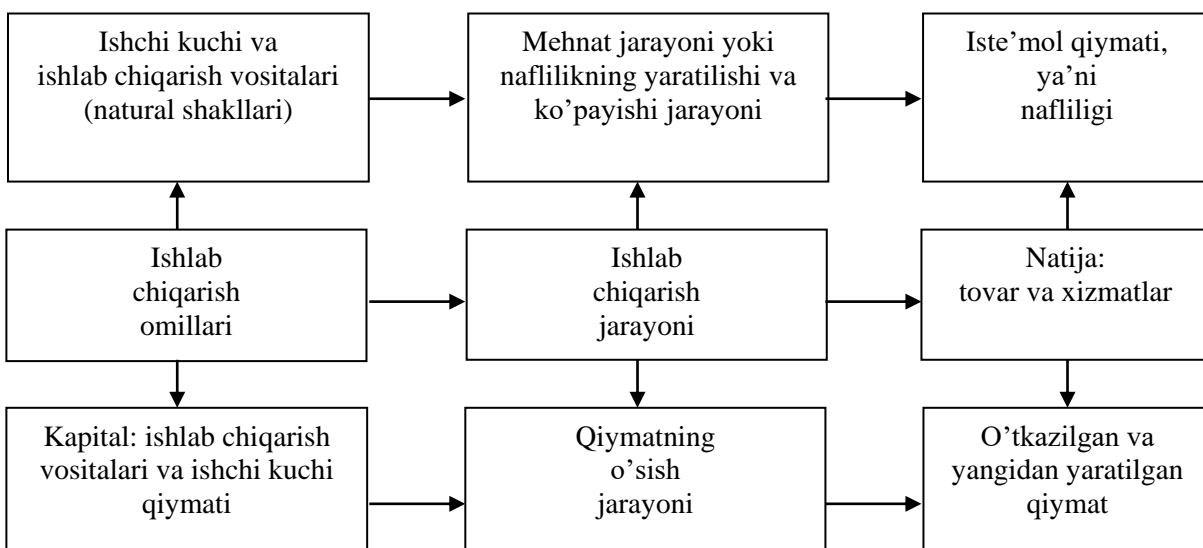 Ishchi kuchi va
ishlab chiqarish vositalari
(natural shakllari)
Mehnat jarayoni yoki
naflilikning yaratilishi va
ko’payishi jarayoni
Iste’mol qiymati,
ya’ni
nafliligi
Ishlab
chiqarish
omillari
Ishlab
chiqarish
jarayoni
Natija:
tovar va xizmatlar
Kapital: ishlab chiqarish
vositalari va ishchi kuchi
qiymati
Qiymatning
o’sish
jarayoni
O’tkazilgan va
yangidan yaratilgan
qiymat